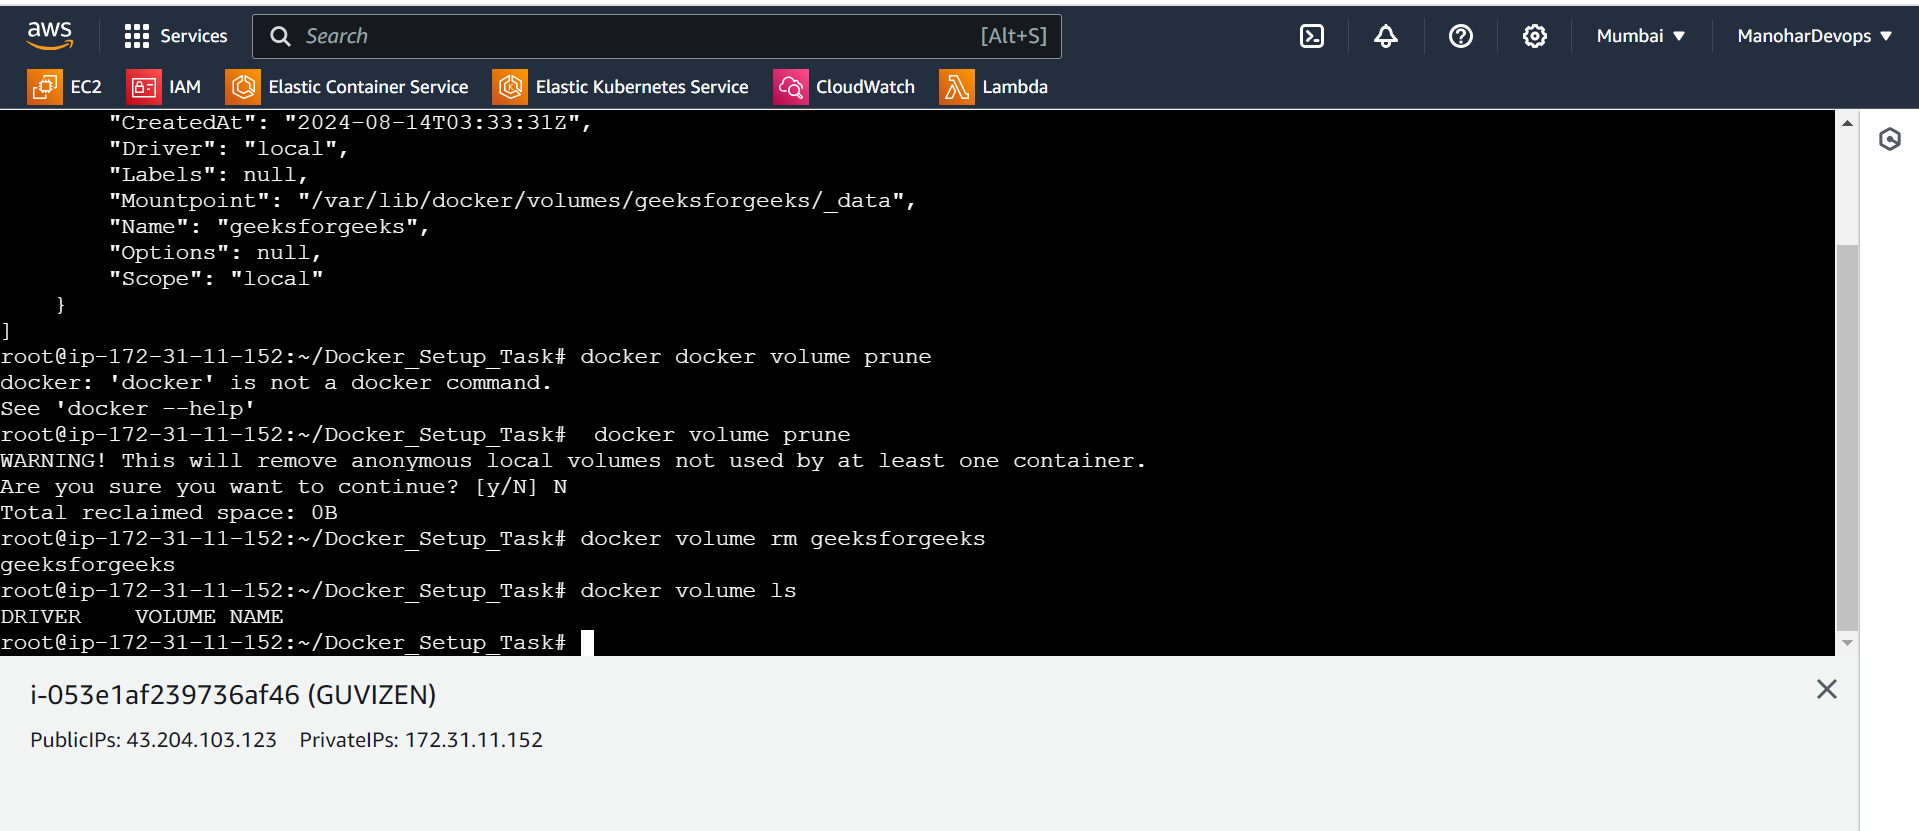 aws Services Search [Alt+S] Mumbai ManoharDevops
EC2 IAM Elastic Container Service Elastic Kubernetes Service CloudWatch Lambda
"CreatedAt": "2024-08-14T03:33:31Z",
"Driver": "local",
"Labels": null,
"Mountpoint": "/var/lib/docker/volumes/geeksforgeeks/_data",
"Name": "geeksforgeeks",
"Options": null,
"Scope": "local"
}
]
root@ip-172-31-11-152:~/Docker_Setup_Task# docker docker volume prune
docker: 'docker' is not a docker command.
See 'docker --help'
root@ip-172-31-11-152:~/Docker_Setup_Task#  docker volume prune
WARNING! This will remove anonymous local volumes not used by at least one container.
Are you sure you want to continue? [y/N] N
Total reclaimed space: 0B
root@ip-172-31-11-152:~/Docker_Setup_Task# docker volume rm geeksforgeeks
geeksforgeeks
root@ip-172-31-11-152:~/Docker_Setup_Task# docker volume ls
DRIVER    VOLUME NAME
root@ip-172-31-11-152:~/Docker_Setup_Task#
i-053e1af239736af46 (GUVIZEN)
PublicIPs: 43.204.103.123 PrivateIPs: 172.31.11.152